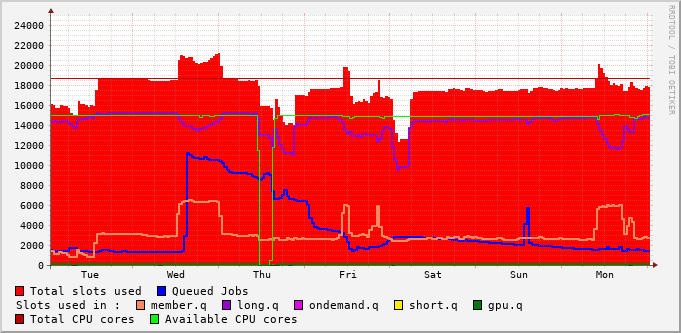 RRDTOOL / TOBI OETIKER
24000
22000
20000
18000
16000
14000
12000
10000
8000
6000
4000
2000
0
Tue Wed Thu Fri Sat Sun Mon
Total slots used Queued Jobs
Slots used in : member.q long.q ondemand.q short.q gpu.q
Total CPU cores Available CPU cores